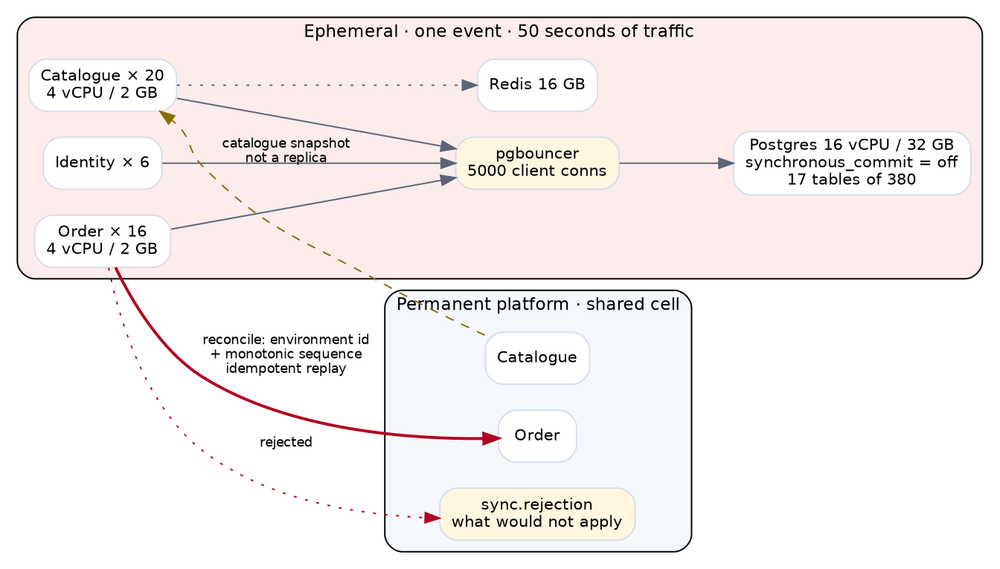 Ephemeral · one event · 50 seconds of traffic
Catalogue × 20
4 vCPU / 2 GB
Redis 16 GB
catalogue snapshot
not a replica
Identity × 6
pgbouncer
5000 client conns
Postgres 16 vCPU / 32 GB
synchronous_commit = off
17 tables of 380
Order × 16
4 vCPU / 2 GB
Permanent platform · shared cell
Catalogue
reconcile: environment id
+ monotonic sequence
idempotent replay
Order
rejected
sync.rejection
what would not apply